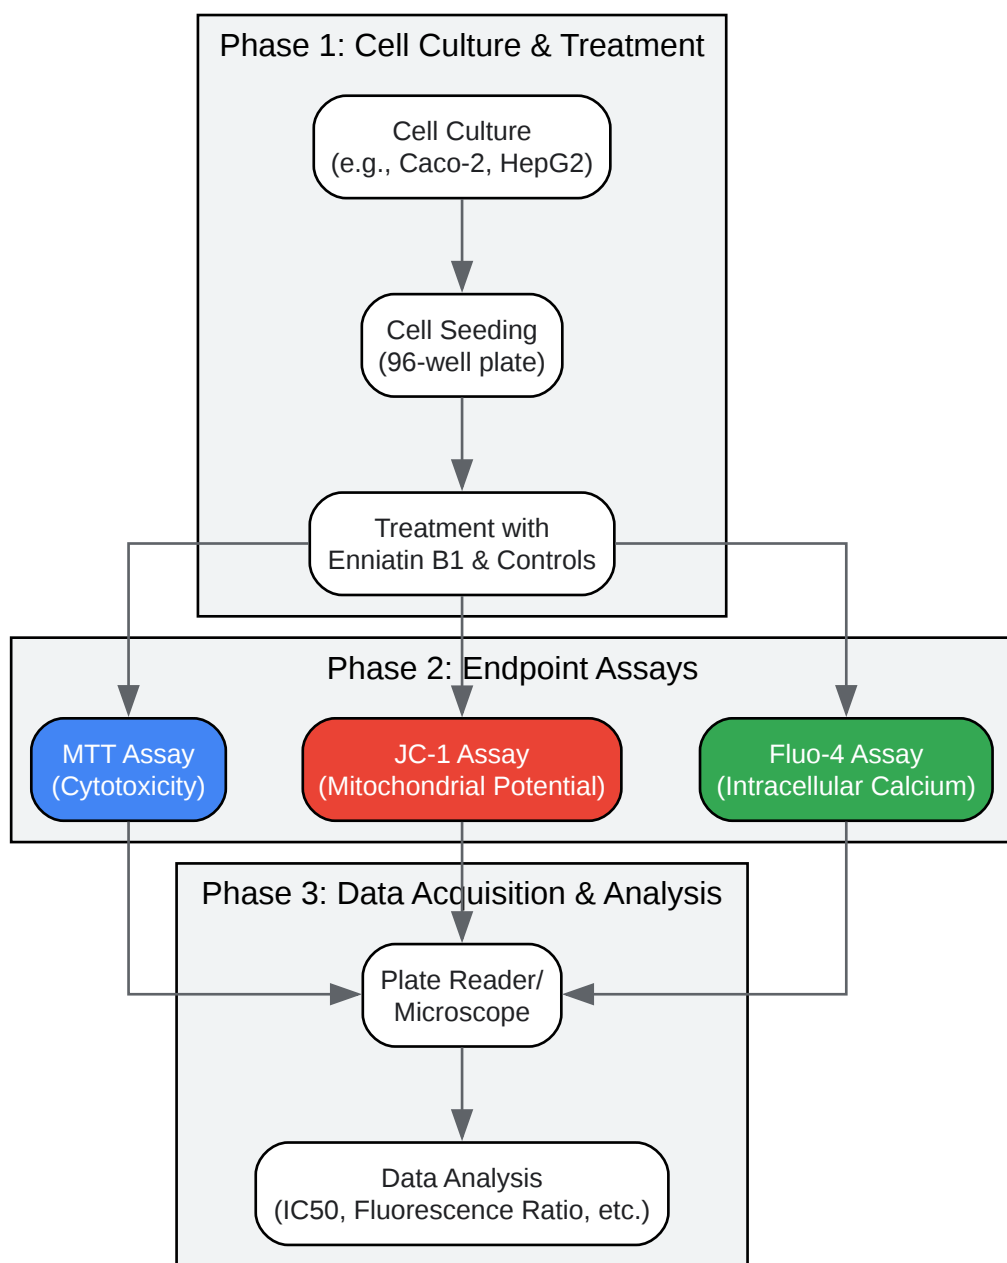 Phase 1: Cell Culture & Treatment
Cell Culture
(e.g., Caco-2, HepG2)
Cell Seeding
(96-well plate)
Treatment with
Enniatin B1 & Controls
Phase 2: Endpoint Assays
MTT Assay
(Cytotoxicity)
JC-1 Assay
(Mitochondrial Potential)
Fluo-4 Assay
(Intracellular Calcium)
Phase 3: Data Acquisition & Analysis
Plate Reader/
Microscope
Data Analysis
(IC50, Fluorescence Ratio, etc.)